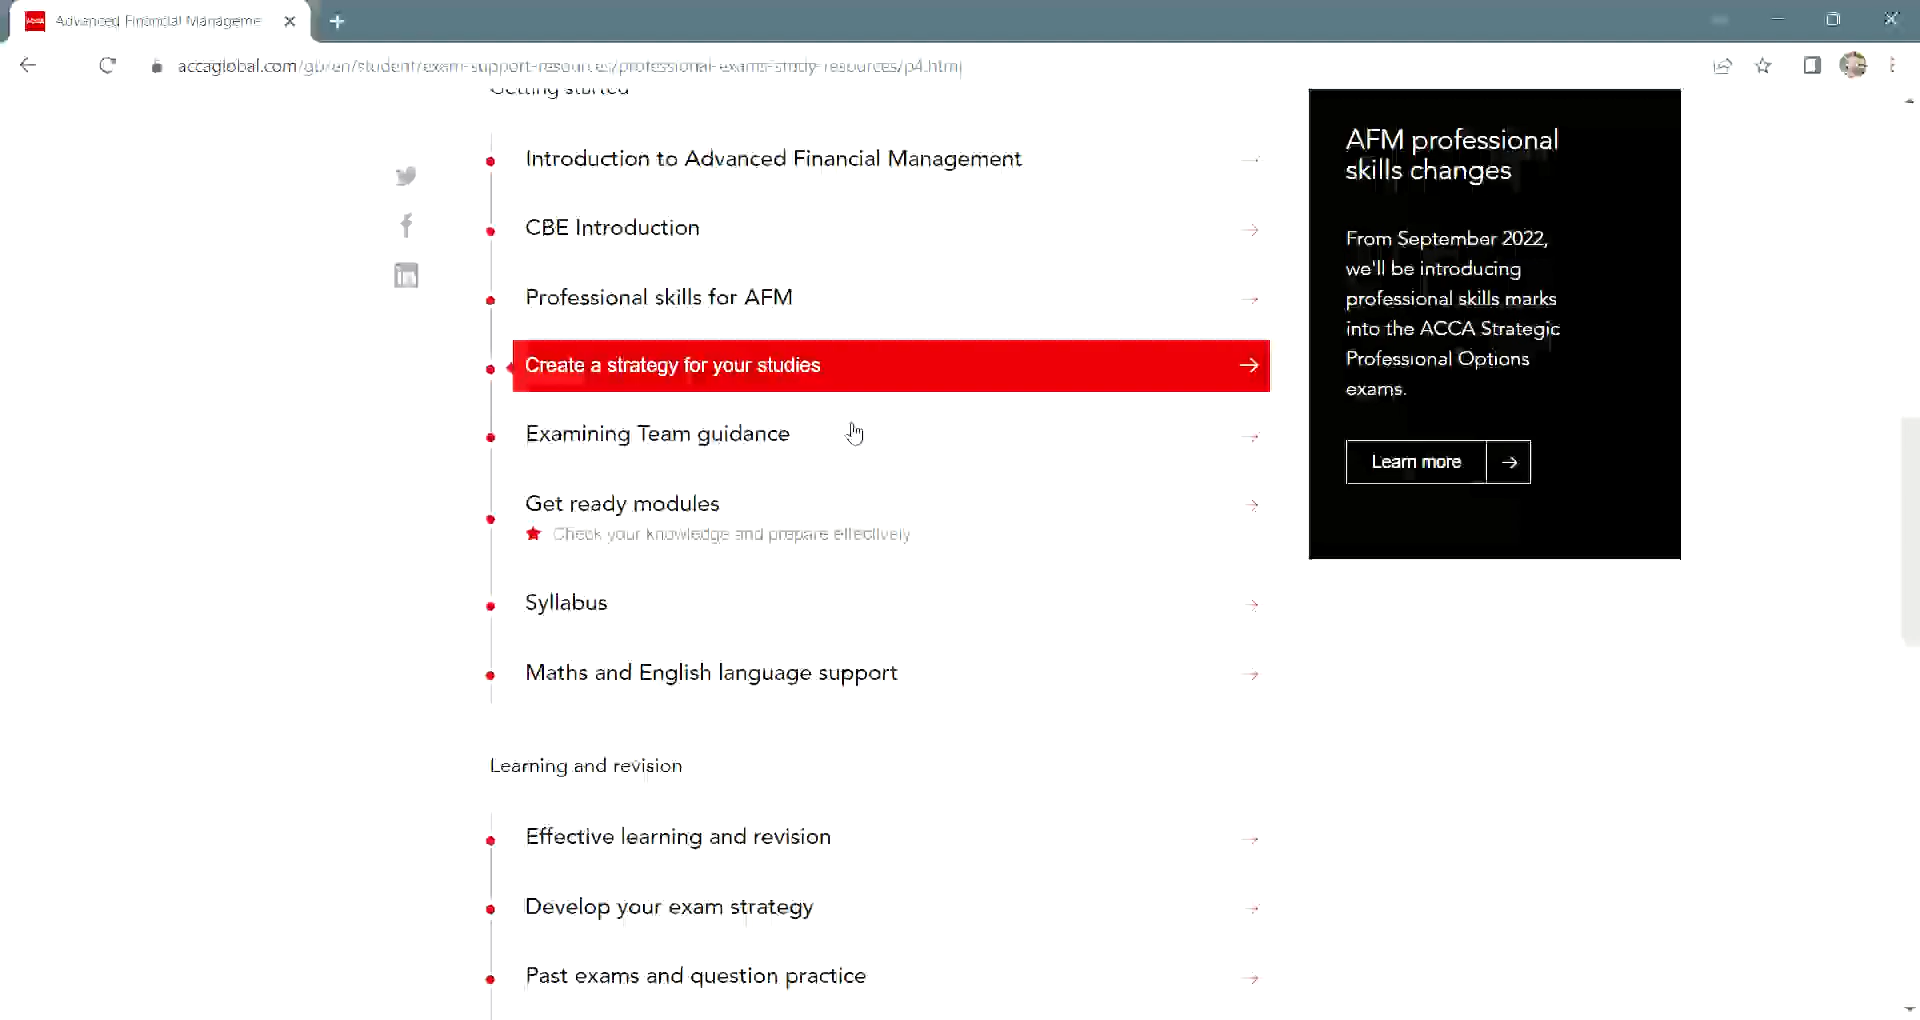 Advanced Financial Manageme
accaglobal.com/gb/en/student/exam-support-resources/professional-exams-study-resources/p4.html
Getting started
Introduction to Advanced Financial Management
CBE Introduction
Professional skills for AFM
Create a strategy for your studies
Examining Team guidance
Get ready modules
Check your knowledge and prepare effectively
Syllabus
Maths and English language support
Learning and revision
Effective learning and revision
Develop your exam strategy
Past exams and question practice
AFM professional
skills changes
From September 2022,
we'll be introducing
professional skills marks
into the ACCA Strategic
Professional Options
exams.
Learn more